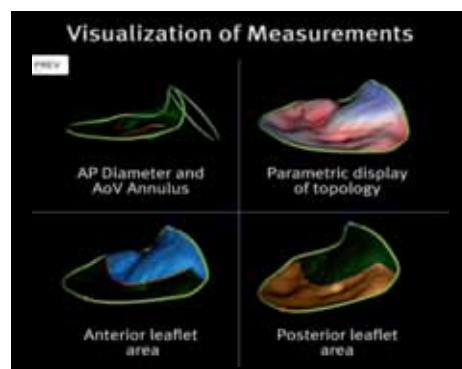 Visualization of Measurements
PREV
AP Diameter and
AoV Annulus
Parametric display
of topology
Anterior leaflet
area
Posterior leaflet
area